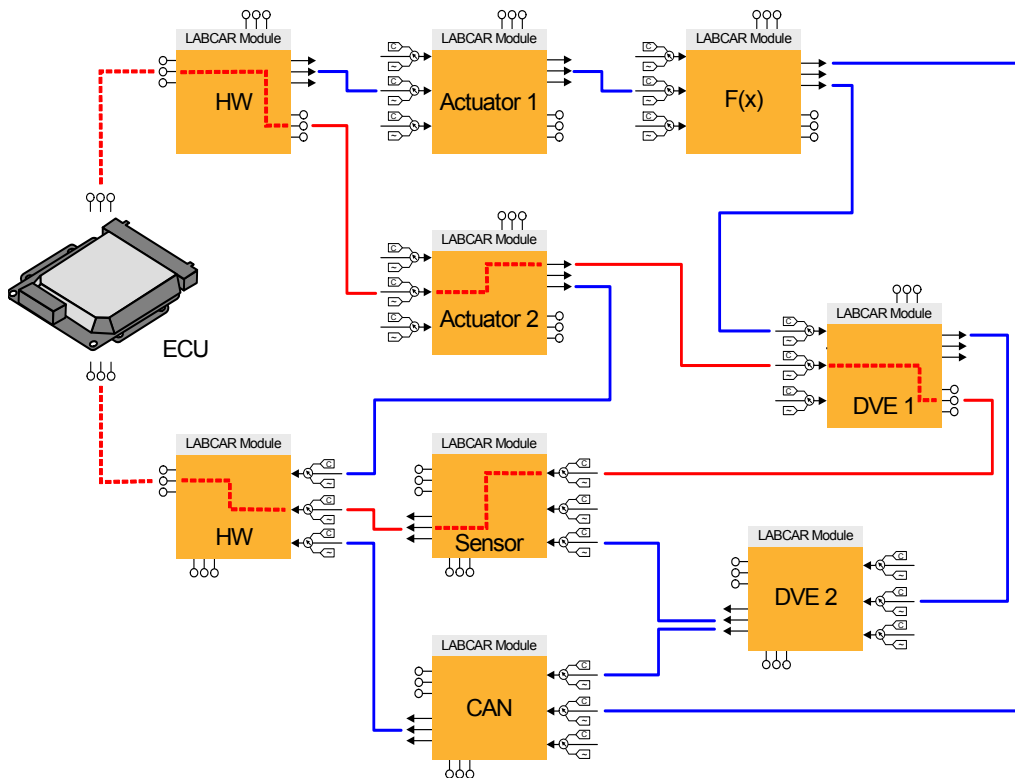 LABCAR Module
HW
LABCAR Module
C
~
C
~
C
~
Actuator 1
LABCAR Module
C
~
C
~
C
~
F(x)
ECU
LABCAR Module
C
~
C
~
C
~
Actuator 2
LABCAR Module
C
~
C
~
C
~
DVE 1
LABCAR Module
C
~
C
~
C
~
HW
LABCAR Module
C
~
C
~
C
~
Sensor
LABCAR Module
C
~
C
~
C
~
DVE 2
LABCAR Module
C
~
C
~
C
~
CAN